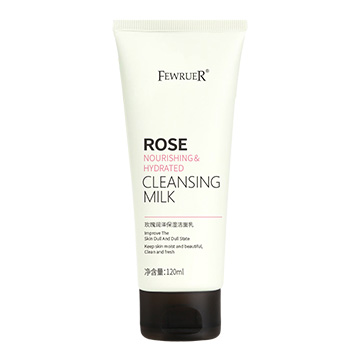 FEWRUER®
ROSE
NOURISHING&
HYDRATED
CLEANSING
MILK
玫瑰润泽保湿洁面乳
Improve The
Skin Dull And Dull State
Keep skin moist and beautiful,
Clean and fresh
净含量:120ml